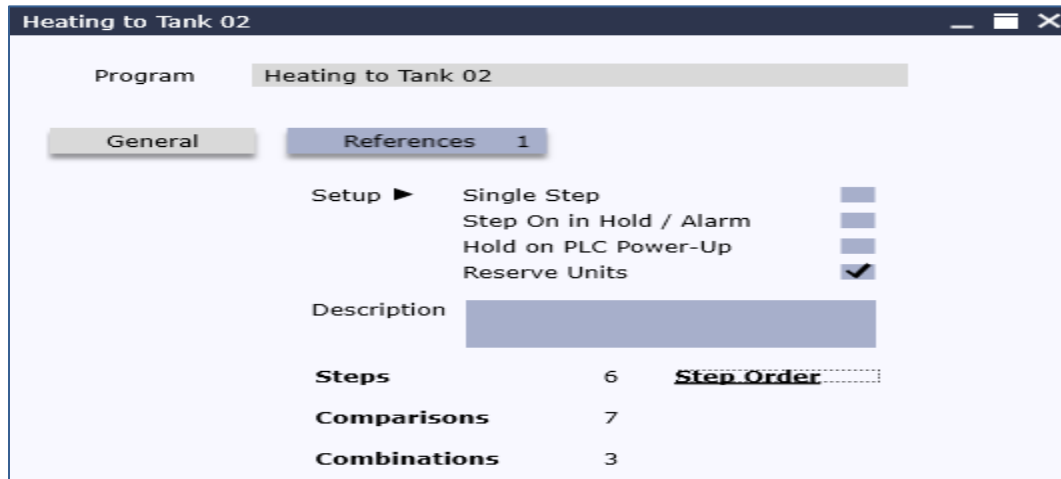 Heating to Tank 02
Program Heating to Tank 02
General References 1
Setup ► Single Step
Step On in Hold / Alarm
Hold on PLC Power-Up
Reserve Units
Description
Steps 6 Step Order
Comparisons 7
Combinations 3